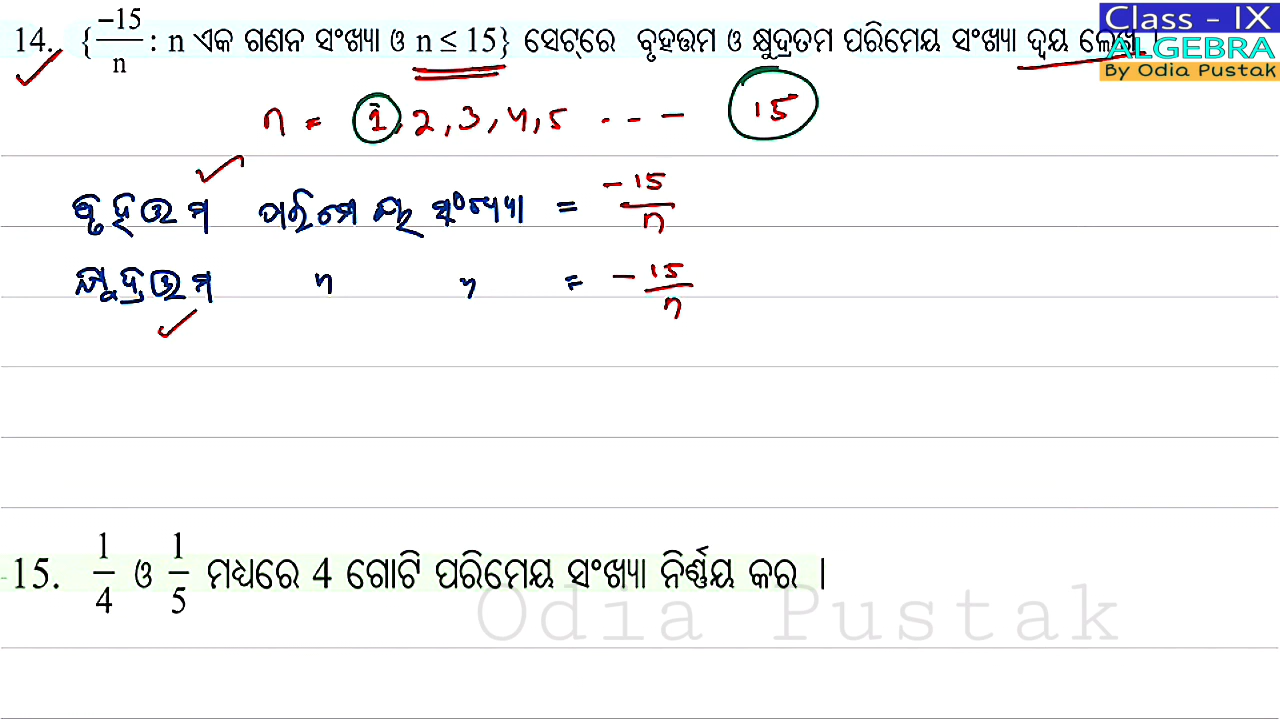 Class - IX
ALGEBRA
By Odia Pustak
14. {-15/n : n ଏକ ଗଣନ ସଂଖ୍ୟା ଓ n ≤ 15} ସେଟ୍‌ରେ ବୃହତ୍ତମ ଓ କ୍ଷୁଦ୍ରତମ ପରିମେୟ ସଂଖ୍ୟା ଦ୍ୱୟ ଲେଖ ।
n = 1, 2, 3, 4, 5 --- 15
ବୃହତ୍ତମ ପରିମେୟ ସଂଖ୍ୟା = -15/n
କ୍ଷୁଦ୍ରତମ " " = -15/n
15. 1/4 ଓ 1/5 ମଧ୍ୟରେ 4 ଗୋଟି ପରିମେୟ ସଂଖ୍ୟା ନିର୍ଣ୍ଣୟ କର ।
Odia Pustak